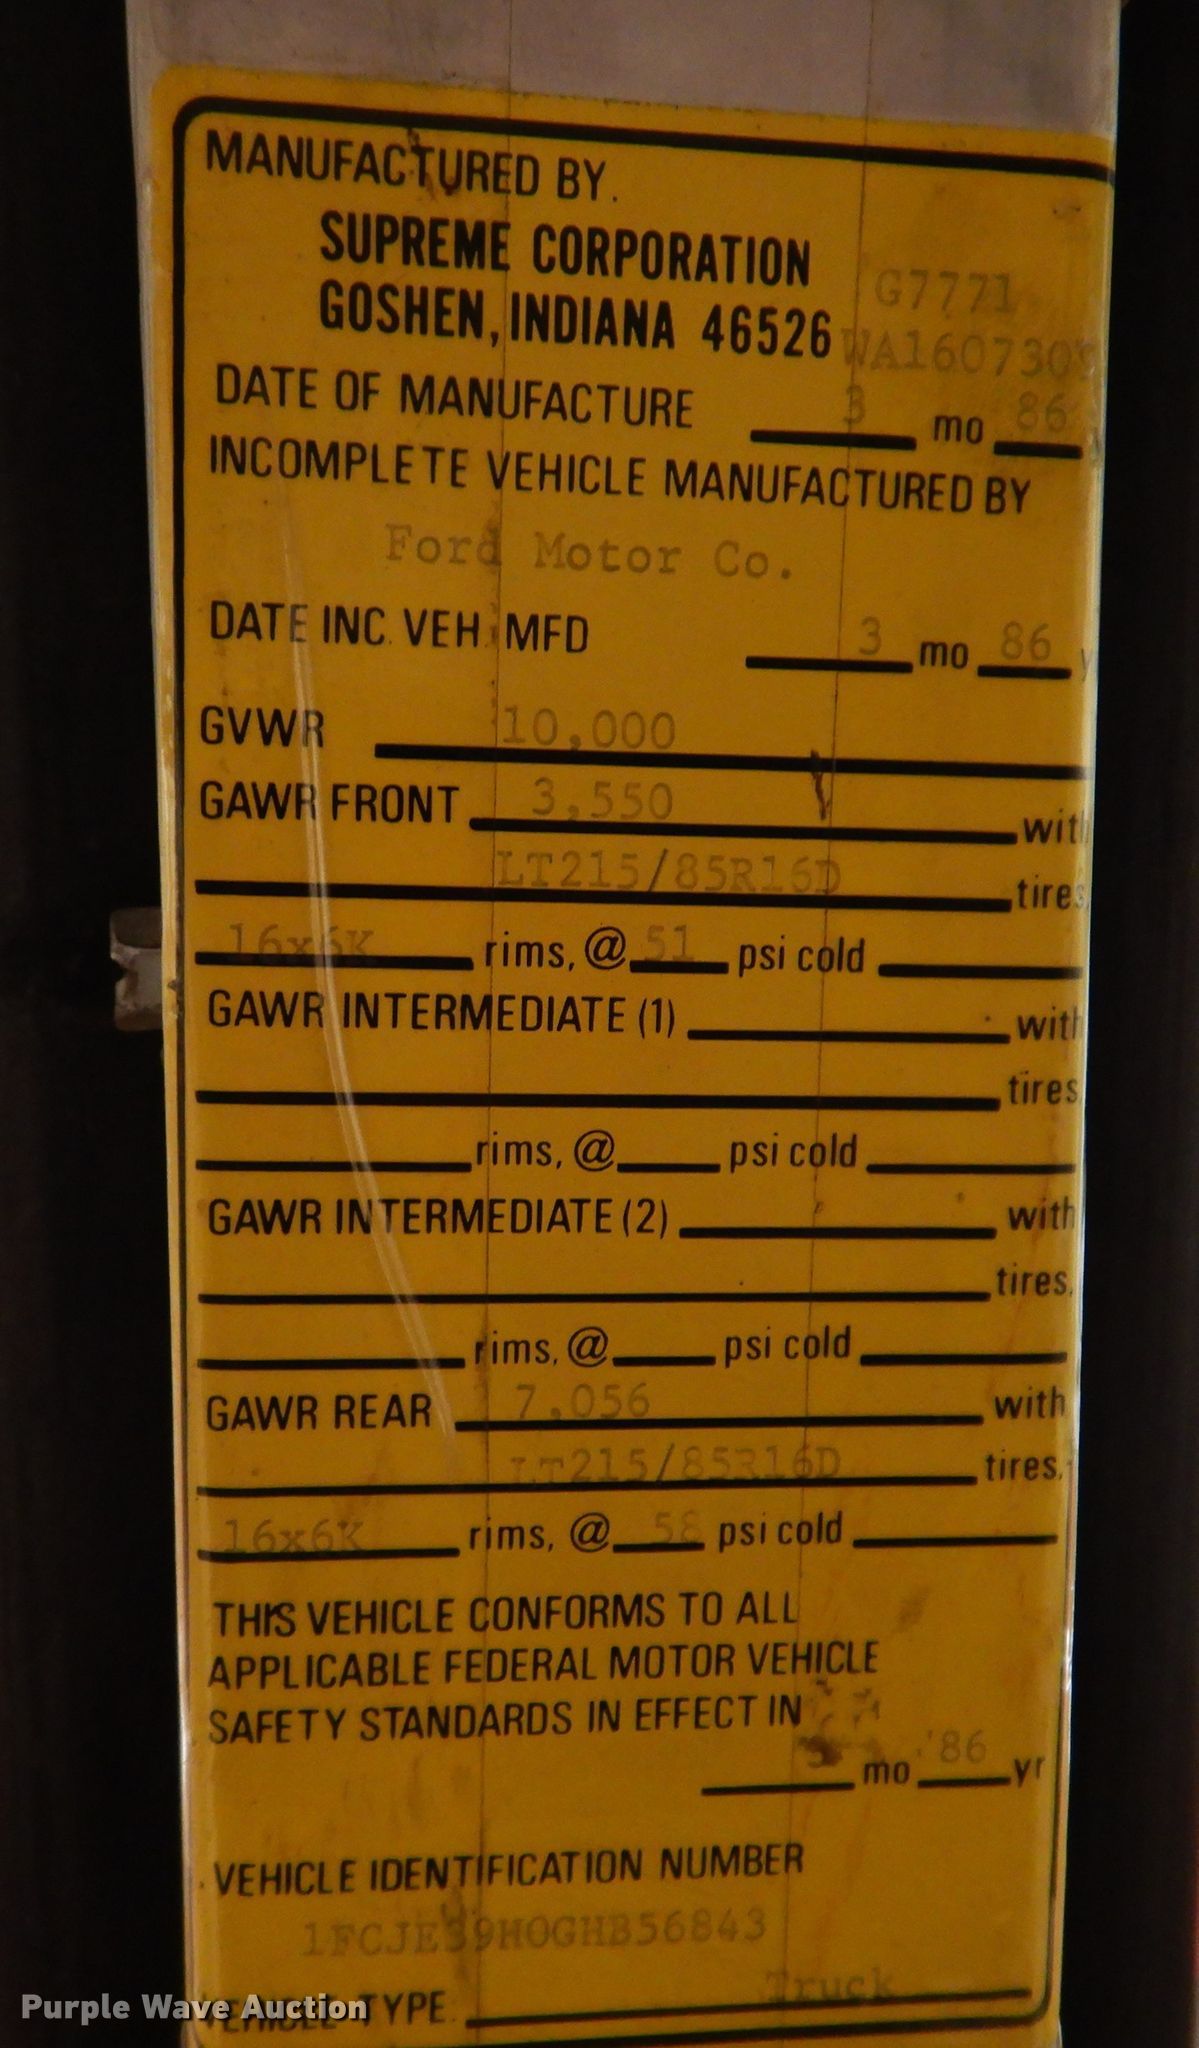 MANUFACTURED BY.
SUPREME CORPORATION
G7771
GOSHEN, INDIANA 46526
DATE OF MANUFACTURE 3 mo 86
INCOMPLETE VEHICLE MANUFACTURED BY
Ford Motor Co.
DATE INC. VEH. MFD 3 mo 86 y
GVWR 10,000
GAWR FRONT 3,550 with
LT215/85R16D tires,
16x6K rims, @ 51 psi cold
GAWR INTERMEDIATE (1) with
tires,
rims, @ psi cold
GAWR INTERMEDIATE (2) with
tires,
rims, @ psi cold
GAWR REAR 7,056 with
LT215/85R16D tires,
16x6K rims, @ 58 psi cold
THIS VEHICLE CONFORMS TO ALL
APPLICABLE FEDERAL MOTOR VEHICLE
SAFETY STANDARDS IN EFFECT IN
3 mo '86 yr
VEHICLE IDENTIFICATION NUMBER
1FCJE39H0GHB56843
VEHICLE TYPE Truck
Purple Wave Auction